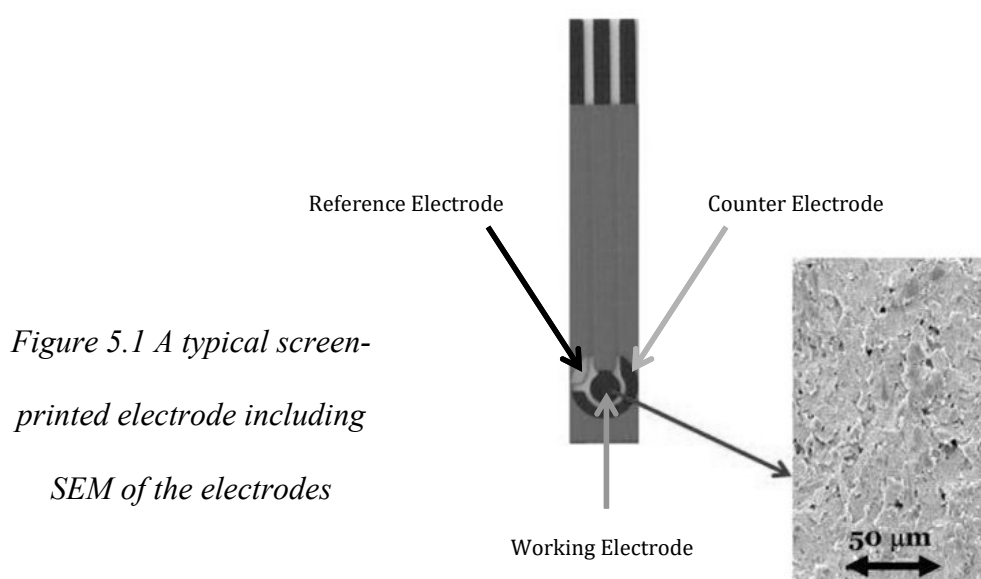 Reference Electrode
Counter Electrode
Figure 5.1 A typical screen-
printed electrode including
SEM of the electrodes
50 μm
Working Electrode